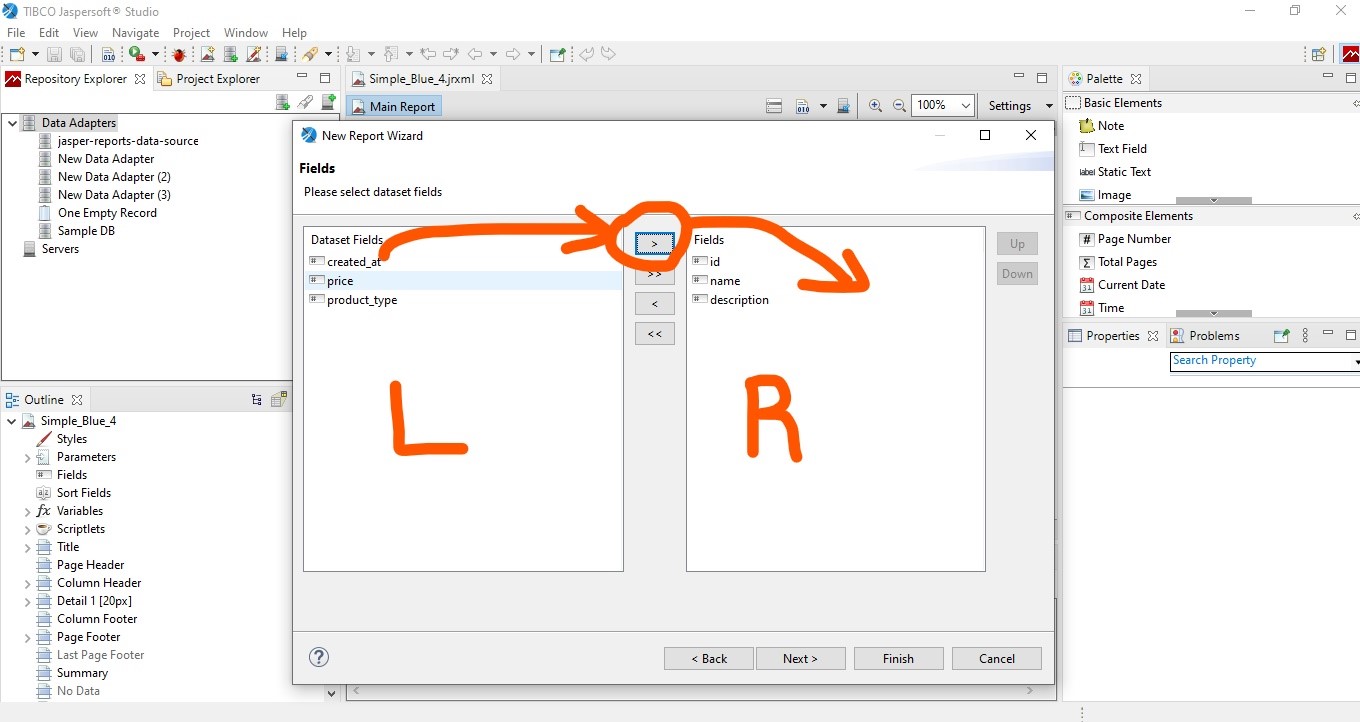 TIBCO Jaspersoft® Studio
File Edit View Navigate Project Window Help
Repository Explorer Project Explorer
Data Adapters
jasper-reports-data-source
New Data Adapter
New Data Adapter (2)
New Data Adapter (3)
One Empty Record
Sample DB
Servers
Outline
Simple_Blue_4
Styles
Parameters
Fields
Sort Fields
Variables
Scriptlets
Title
Page Header
Column Header
Detail 1 [20px]
Column Footer
Page Footer
Last Page Footer
Summary
No Data
Simple_Blue_4.jrxml
Main Report
100%
Settings
New Report Wizard
Fields
Please select dataset fields
Dataset Fields
created_at
price
product_type
>
>>
<
<<
Fields
id
name
description
Up
Down
L
R
< Back Next > Finish Cancel
Palette
Basic Elements
Note
Text Field
label Static Text
Image
Composite Elements
# Page Number
Σ Total Pages
31 Current Date
31 Time
Properties Problems
Search Property